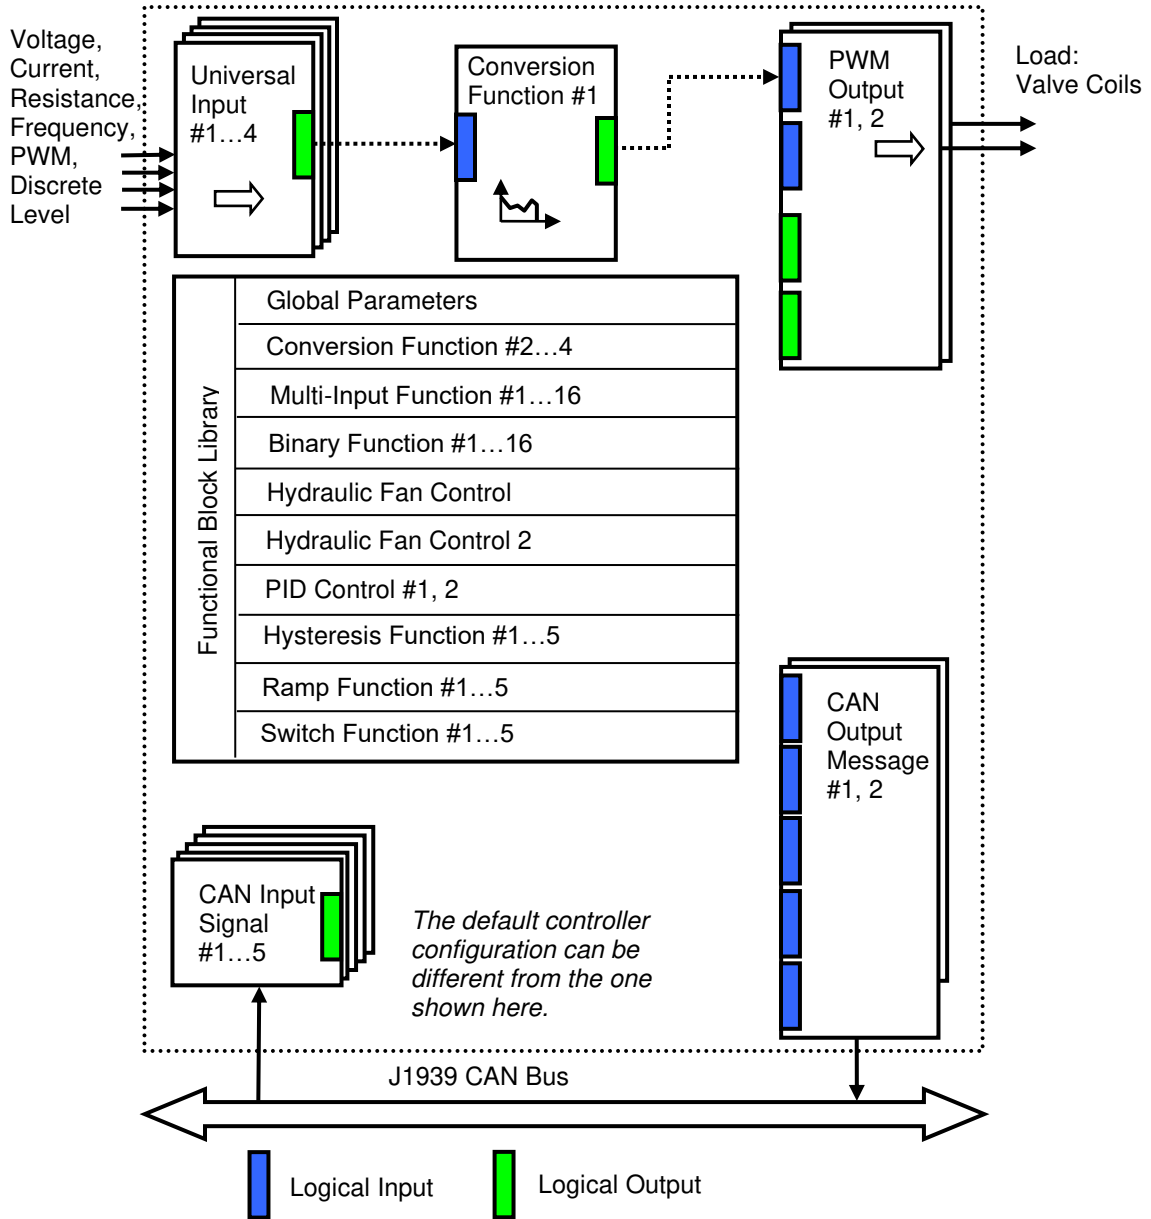 Voltage,
Current,
Resistance,
Frequency,
PWM,
Discrete
Level
Universal
Input
#1…4
Conversion
Function #1
PWM
Output
#1, 2
Load:
Valve Coils
Functional Block Library
Global Parameters
Conversion Function #2…4
Multi-Input Function #1…16
Binary Function #1…16
Hydraulic Fan Control
Hydraulic Fan Control 2
PID Control #1, 2
Hysteresis Function #1…5
Ramp Function #1…5
Switch Function #1…5
CAN
Output
Message
#1, 2
CAN Input
Signal
#1…5
The default controller
configuration can be
different from the one
shown here.
J1939 CAN Bus
Logical Input
Logical Output